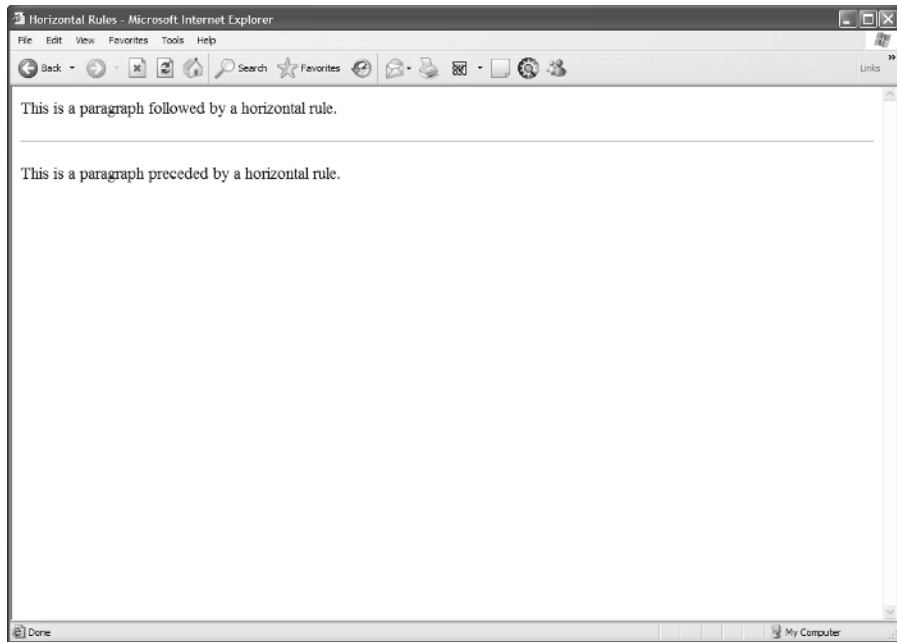 Horizontal Rules - Microsoft Internet Explorer
File Edit View Favorites Tools Help
Back Search Favorites Links »
This is a paragraph followed by a horizontal rule.
This is a paragraph preceded by a horizontal rule.
Done My Computer